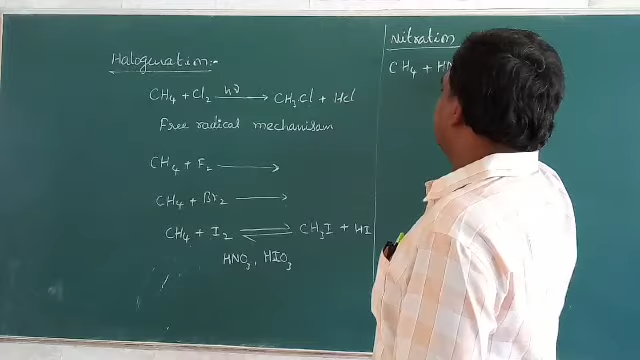 Halogenation:-
CH₄ + Cl₂ —hν→ CH₃Cl + Hcl
Free radical mechanisam
CH₄ + F₂ ⟶
CH₄ + Br₂ ⟶
CH₄ + I₂ ⇌ CH₃I + HI
HNO₃, HIO₃
Nitration
CH₄ + HN